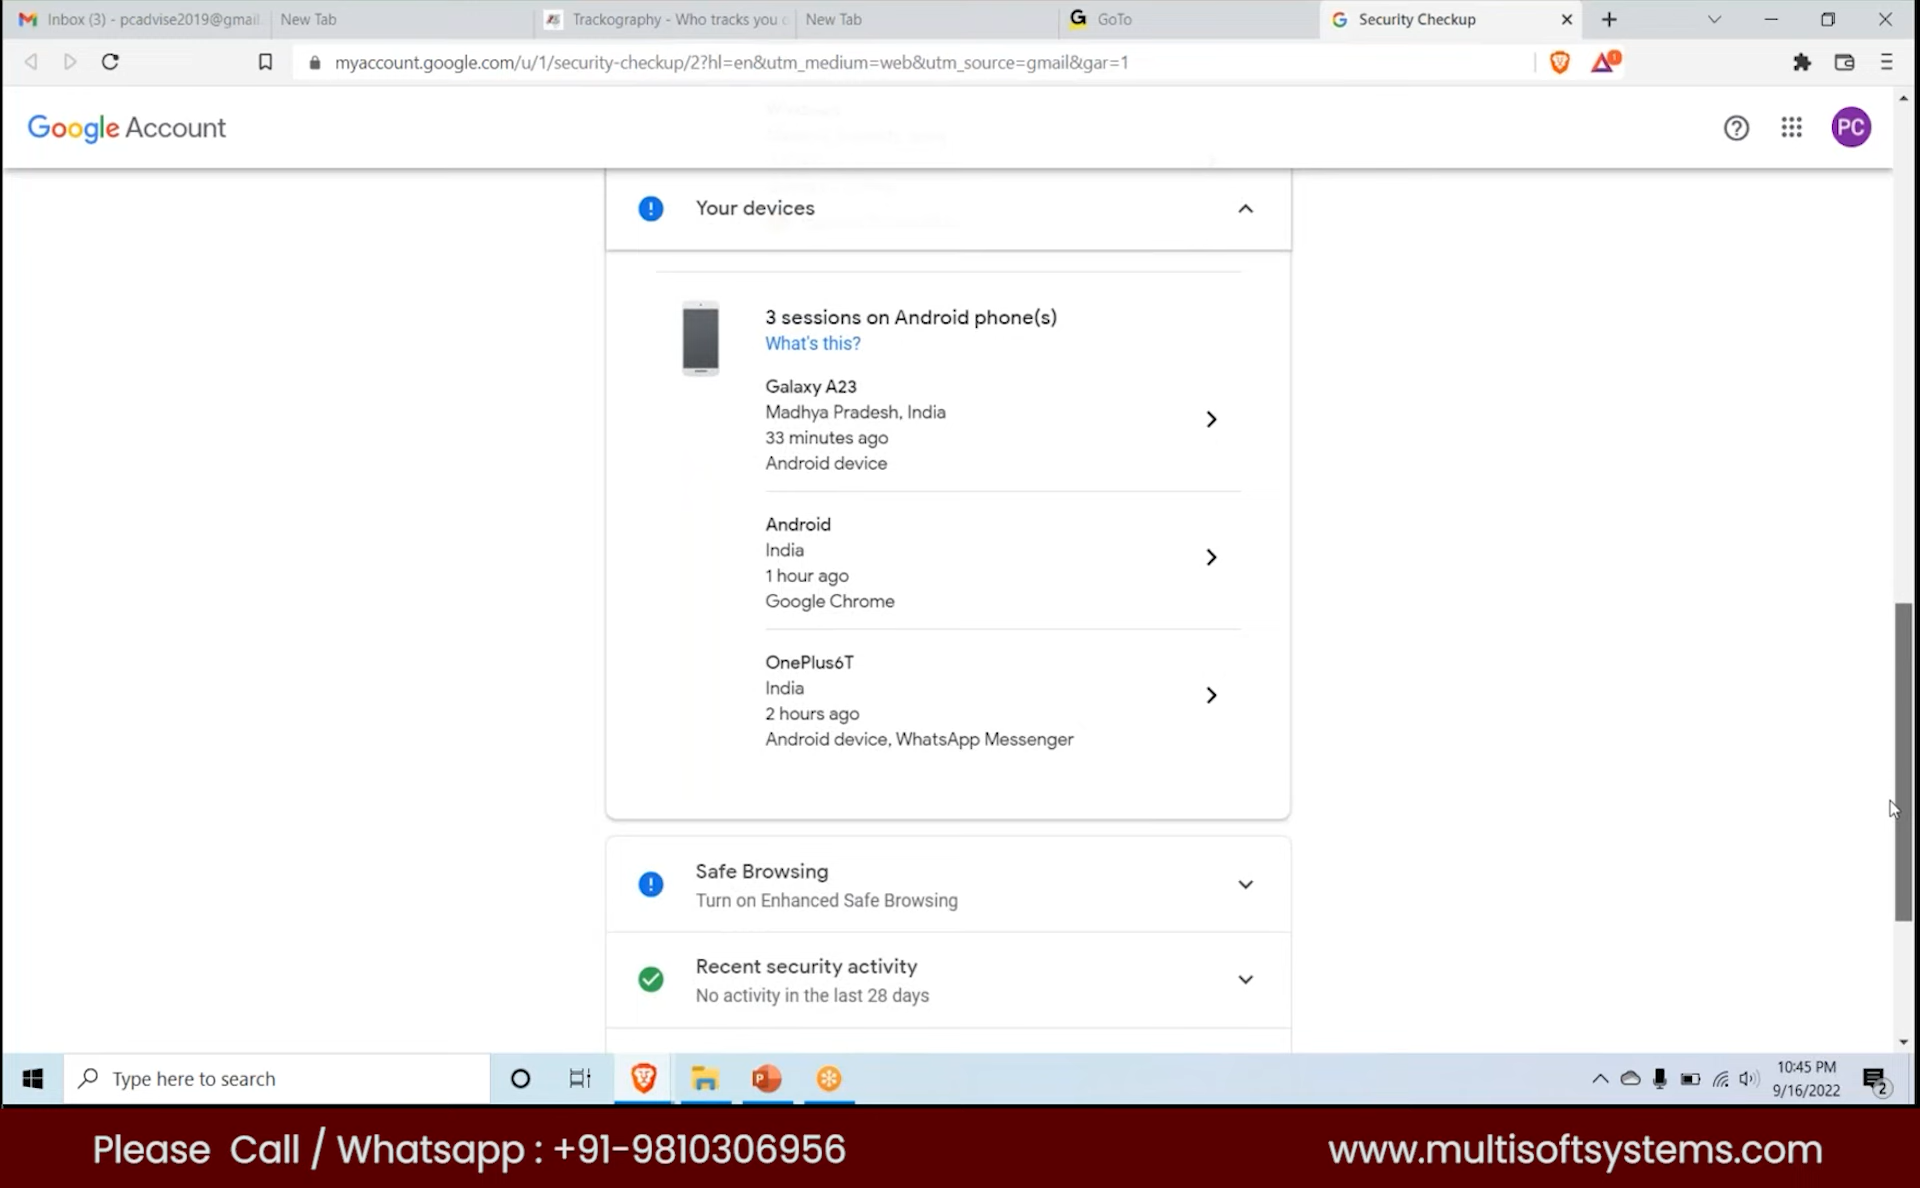 Inbox (3) - pcadvise2019@gmail
New Tab
Trackography - Who tracks you
New Tab
GoTo
Security Checkup
myaccount.google.com/u/1/security-checkup/2?hl=en&utm_medium=web&utm_source=gmail&gar=1
Google Account
PC
Your devices
3 sessions on Android phone(s)
What's this?
Galaxy A23
Madhya Pradesh, India
33 minutes ago
Android device
Android
India
1 hour ago
Google Chrome
OnePlus6T
India
2 hours ago
Android device, WhatsApp Messenger
Safe Browsing
Turn on Enhanced Safe Browsing
Recent security activity
No activity in the last 28 days
Type here to search
10:45 PM
9/16/2022
2
Please Call / Whatsapp : +91-9810306956
www.multisoftsystems.com